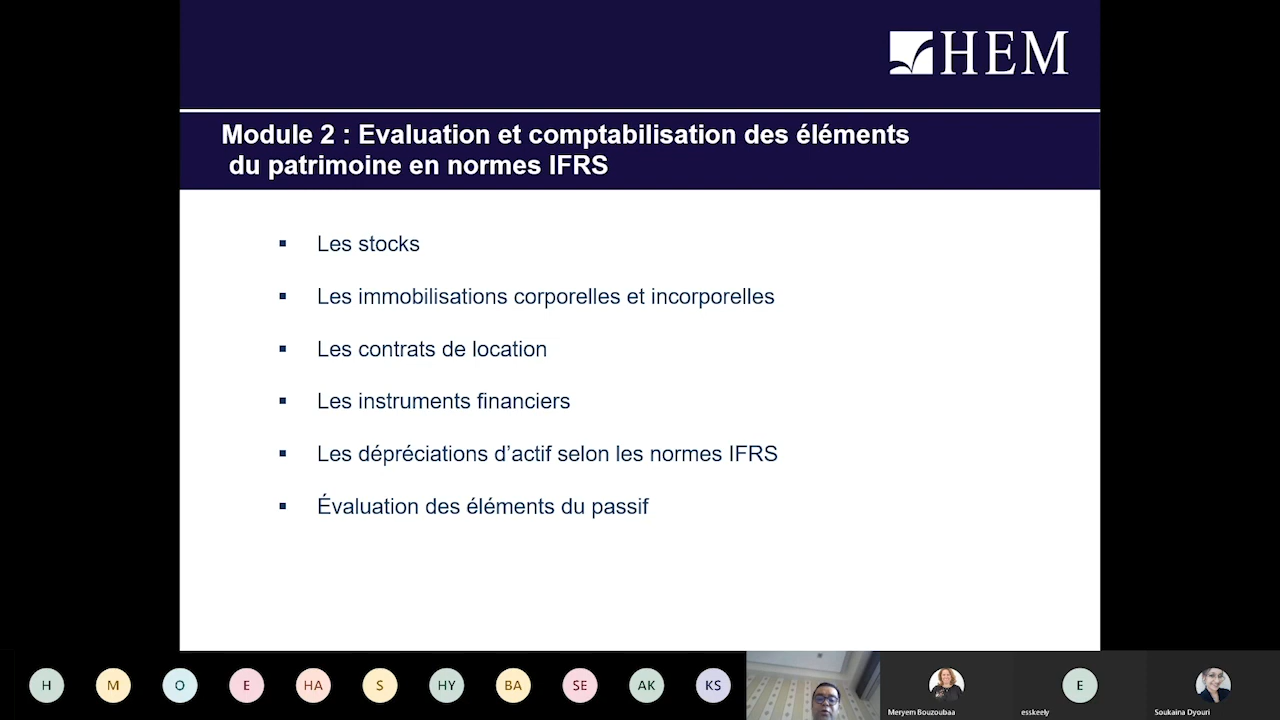 HEM
Module 2 : Evaluation et comptabilisation des éléments
du patrimoine en normes IFRS
Les stocks
Les immobilisations corporelles et incorporelles
Les contrats de location
Les instruments financiers
Les dépréciations d’actif selon les normes IFRS
Évaluation des éléments du passif
H M O E HA S HY BA SE AK KS E
Meryem Bouzoubaa esskeely Soukaina Dyouri